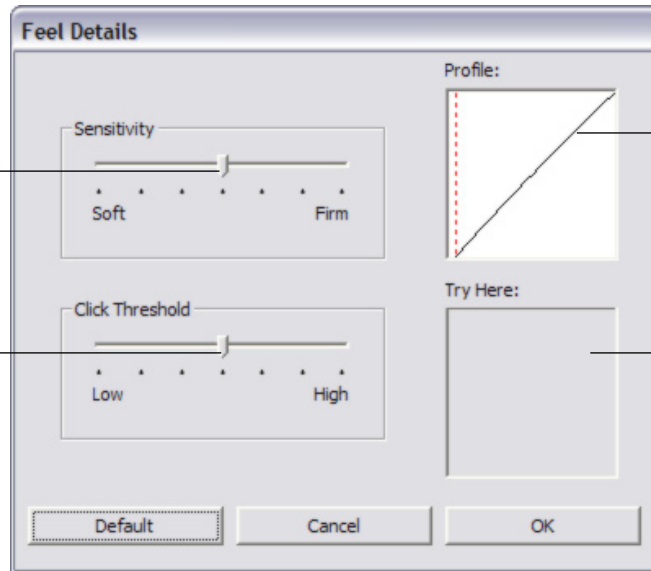 Feel Details
Profile:
Sensitivity
Soft Firm
Try Here:
Click Threshold
Low High
Default Cancel OK